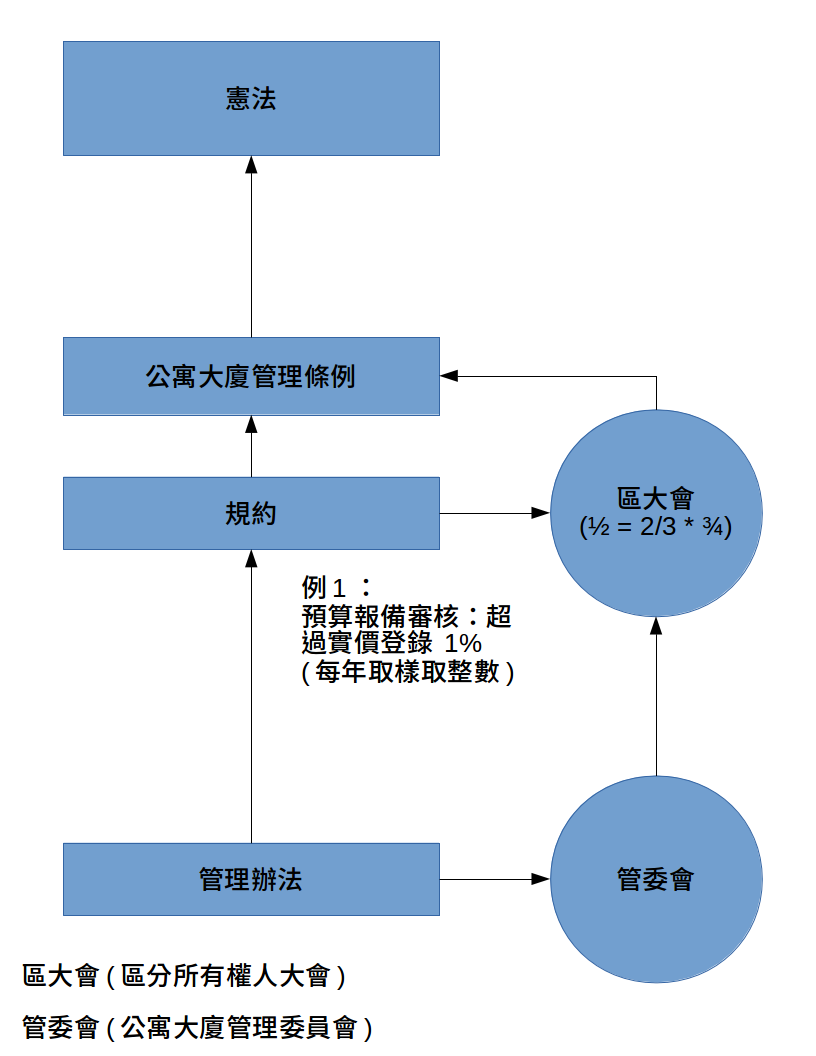 憲法
公寓大廈管理條例
規約
區大會
(½ = 2/3 * ¾)
例 1 ：
預算報備審核：超
過實價登錄 1%
( 每年取樣取整數 )
管理辦法
管委會
區大會 ( 區分所有權人大會 )
管委會 ( 公寓大廈管理委員會 )